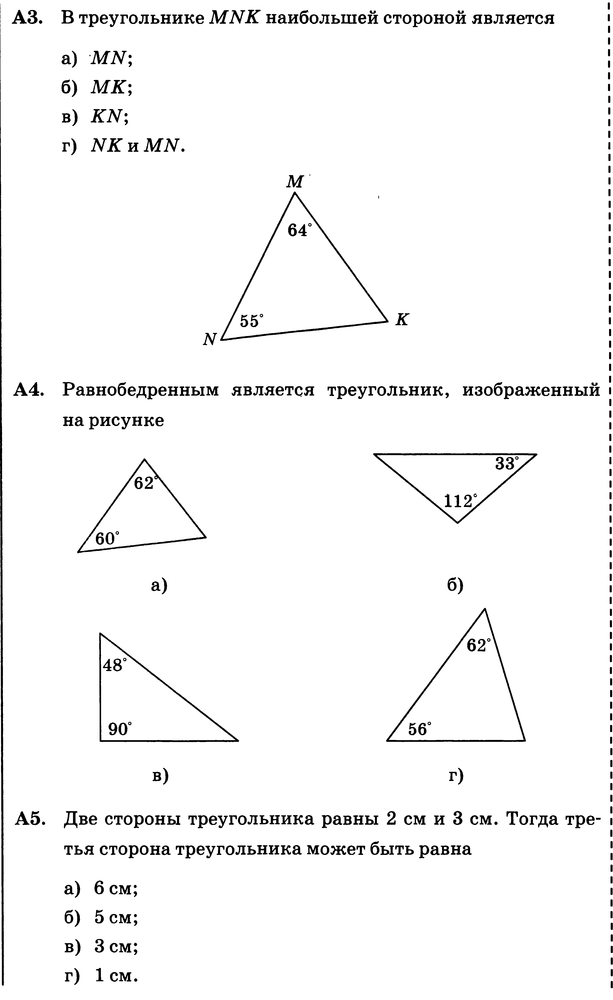 А3. В треугольнике MNK наибольшей стороной является
а) MN;
б) MK;
в) KN;
г) NK и MN.
M
64°
55°
K
N
А4. Равнобедренным является треугольник, изображенный
на рисунке
62°
60°
а)
33°
112°
б)
48°
90°
в)
62°
56°
г)
А5. Две стороны треугольника равны 2 см и 3 см. Тогда тре-
тья сторона треугольника может быть равна
а) 6 см;
б) 5 см;
в) 3 см;
г) 1 см.